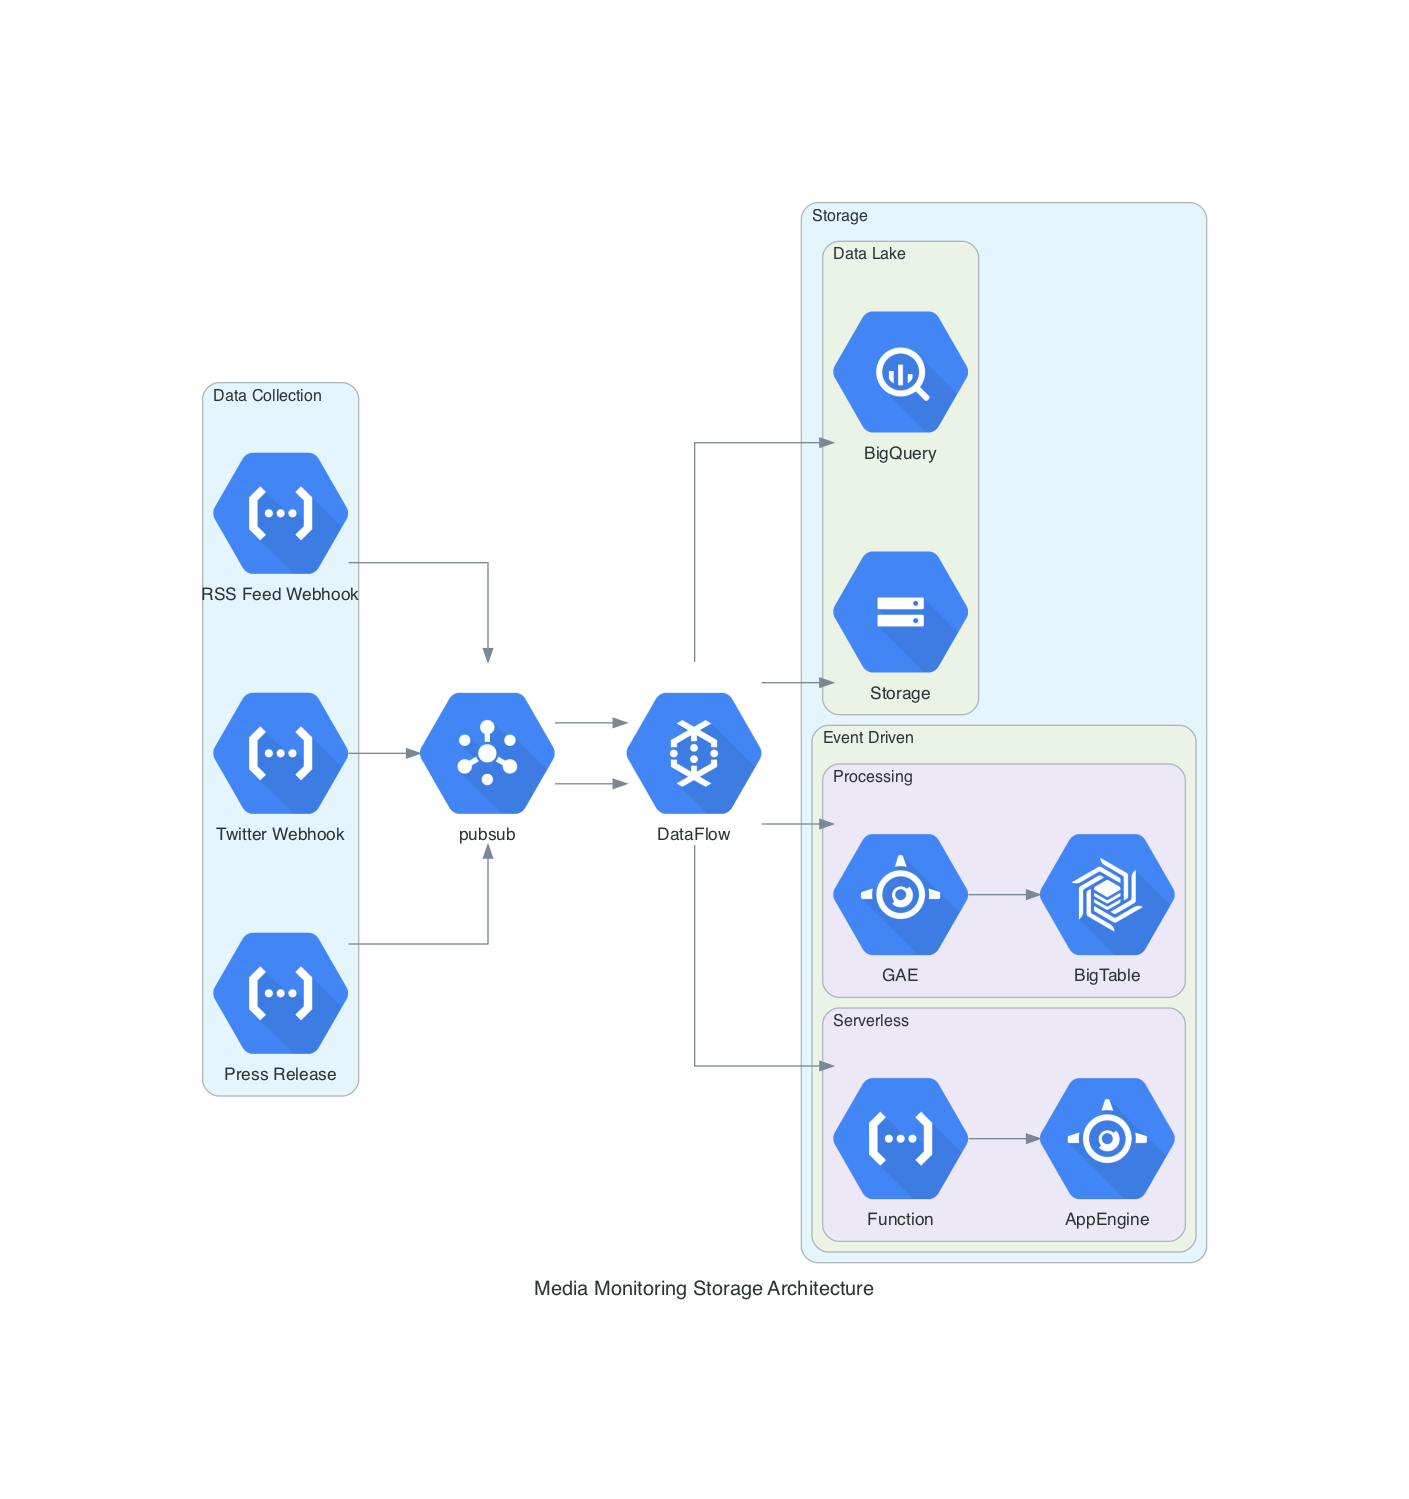 Storage
Data Lake
BigQuery
Storage
Data Collection
RSS Feed Webhook
Twitter Webhook
Press Release
pubsub
DataFlow
Event Driven
Processing
GAE
BigTable
Serverless
Function
AppEngine
Media Monitoring Storage Architecture